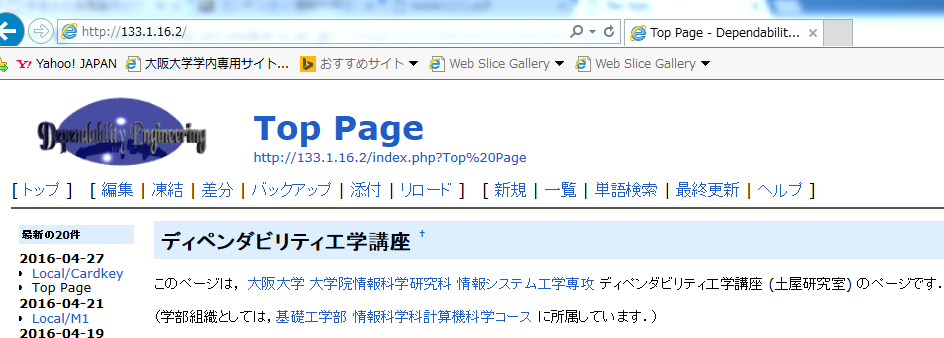 http://133.1.16.2/
Top Page - Dependabilit...
Yahoo! JAPAN
大阪大学学内専用サイト...
おすすめサイト
Web Slice Gallery
Web Slice Gallery
Dependability Engineering
Top Page
http://133.1.16.2/index.php?Top%20Page
[ トップ ] [ 編集 | 凍結 | 差分 | バックアップ | 添付 | リロード ] [ 新規 | 一覧 | 単語検索 | 最終更新 | ヘルプ ]
最新の20件
2016-04-27
Local/Cardkey
Top Page
2016-04-21
Local/M1
2016-04-19
ディペンダビリティ工学講座 †
このページは，大阪大学 大学院情報科学研究科 情報システム工学専攻 ディペンダビリティ工学講座 (土屋研究室) のページです．
（学部組織としては，基礎工学部 情報科学科計算機科学コース に所属しています．）